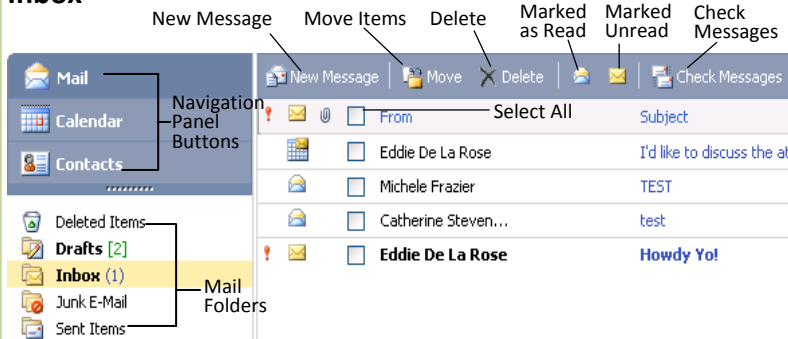 Inbox
New Message Move Items Delete Marked as Read Marked Unread Check Messages
Mail New Message Move Delete Check Messages
Navigation Panel Buttons
Calendar From Select All Subject
Contacts Eddie De La Rose I'd like to discuss the at
Michele Frazier TEST
Deleted Items Catherine Steven... test
Drafts [2] Eddie De La Rose Howdy Yo!
Inbox (1)
Mail Folders
Junk E-Mail
Sent Items